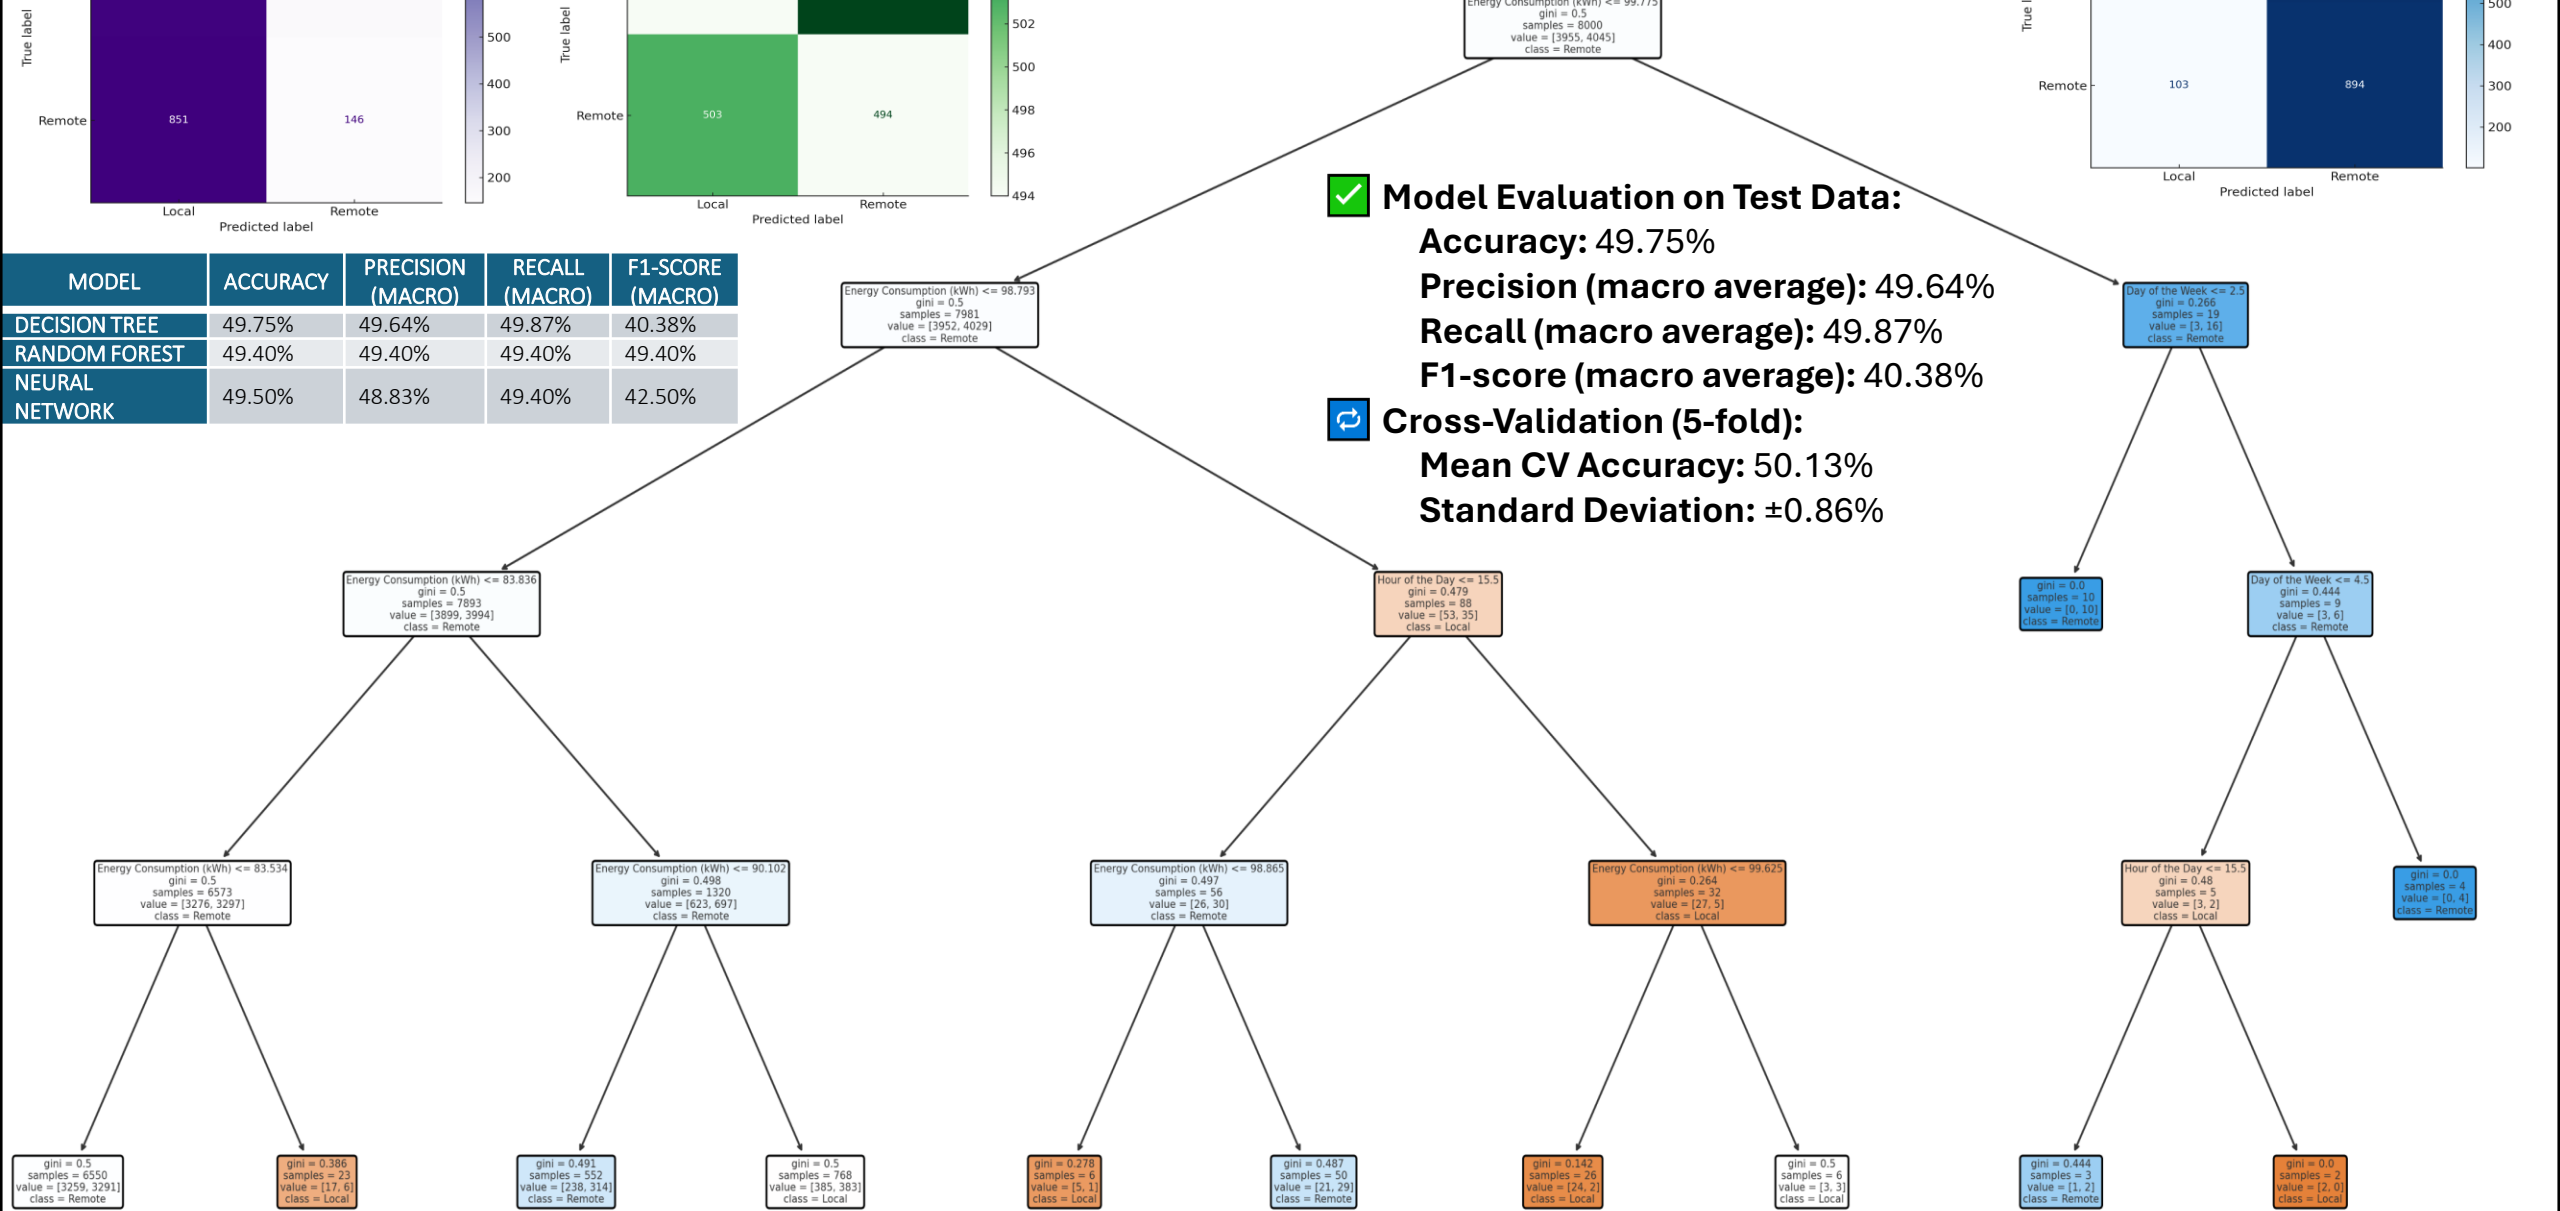 True label
500
400
300
200
Remote
851
146
Local
Remote
Predicted label
True label
502
500
498
496
494
Remote
503
494
Local
Remote
Predicted label
Energy Consumption (kWh) <= 99.775
gini = 0.5
samples = 8000
value = [3955, 4045]
class = Remote
True label
500
400
300
200
Remote
103
894
Local
Remote
Predicted label
MODEL ACCURACY PRECISION (MACRO) RECALL (MACRO) F1-SCORE (MACRO)
DECISION TREE 49.75% 49.64% 49.87% 40.38%
RANDOM FOREST 49.40% 49.40% 49.40% 49.40%
NEURAL NETWORK 49.50% 48.83% 49.40% 42.50%
✅ Model Evaluation on Test Data:
Accuracy: 49.75%
Precision (macro average): 49.64%
Recall (macro average): 49.87%
F1-score (macro average): 40.38%
🔁 Cross-Validation (5-fold):
Mean CV Accuracy: 50.13%
Standard Deviation: ±0.86%
Energy Consumption (kWh) <= 98.793
gini = 0.5
samples = 7981
value = [3952, 4029]
class = Remote
Day of the Week <= 2.5
gini = 0.266
samples = 19
value = [3, 16]
class = Remote
Energy Consumption (kWh) <= 83.836
gini = 0.5
samples = 7893
value = [3899, 3994]
class = Remote
Hour of the Day <= 15.5
gini = 0.479
samples = 88
value = [53, 35]
class = Local
gini = 0.0
samples = 10
value = [0, 10]
class = Remote
Day of the Week <= 4.5
gini = 0.444
samples = 9
value = [3, 6]
class = Remote
Energy Consumption (kWh) <= 83.534
gini = 0.5
samples = 6573
value = [3276, 3297]
class = Remote
Energy Consumption (kWh) <= 90.102
gini = 0.498
samples = 1320
value = [623, 697]
class = Remote
Energy Consumption (kWh) <= 98.865
gini = 0.497
samples = 56
value = [26, 30]
class = Remote
Energy Consumption (kWh) <= 99.625
gini = 0.264
samples = 32
value = [27, 5]
class = Local
Hour of the Day <= 15.5
gini = 0.48
samples = 5
value = [3, 2]
class = Local
gini = 0.0
samples = 4
value = [0, 4]
class = Remote
gini = 0.5
samples = 6550
value = [3259, 3291]
class = Remote
gini = 0.386
samples = 23
value = [17, 6]
class = Local
gini = 0.491
samples = 552
value = [238, 314]
class = Remote
gini = 0.5
samples = 768
value = [385, 383]
class = Local
gini = 0.278
samples = 6
value = [5, 1]
class = Local
gini = 0.487
samples = 50
value = [21, 29]
class = Remote
gini = 0.142
samples = 26
value = [24, 2]
class = Local
gini = 0.5
samples = 6
value = [3, 3]
class = Local
gini = 0.444
samples = 3
value = [1, 2]
class = Remote
gini = 0.0
samples = 2
value = [2, 0]
class = Local